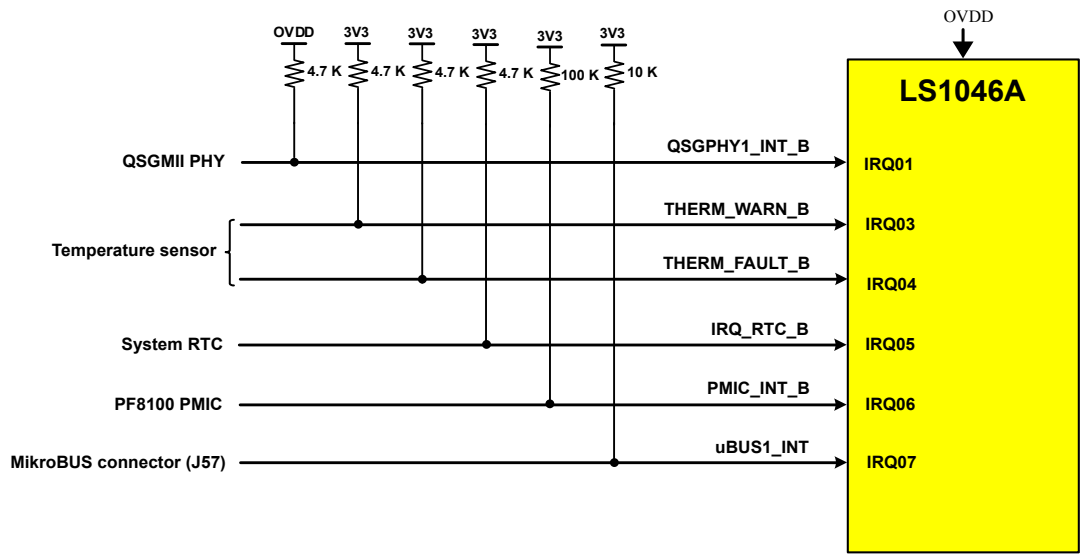 OVDD
OVDD 3V3 3V3 3V3 3V3 3V3
4.7 K 4.7 K 4.7 K 4.7 K 100 K 10 K
LS1046A
QSGMII PHY QSGPHY1_INT_B IRQ01
THERM_WARN_B IRQ03
Temperature sensor
THERM_FAULT_B IRQ04
System RTC IRQ_RTC_B IRQ05
PF8100 PMIC PMIC_INT_B IRQ06
MikroBUS connector (J57) uBUS1_INT IRQ07